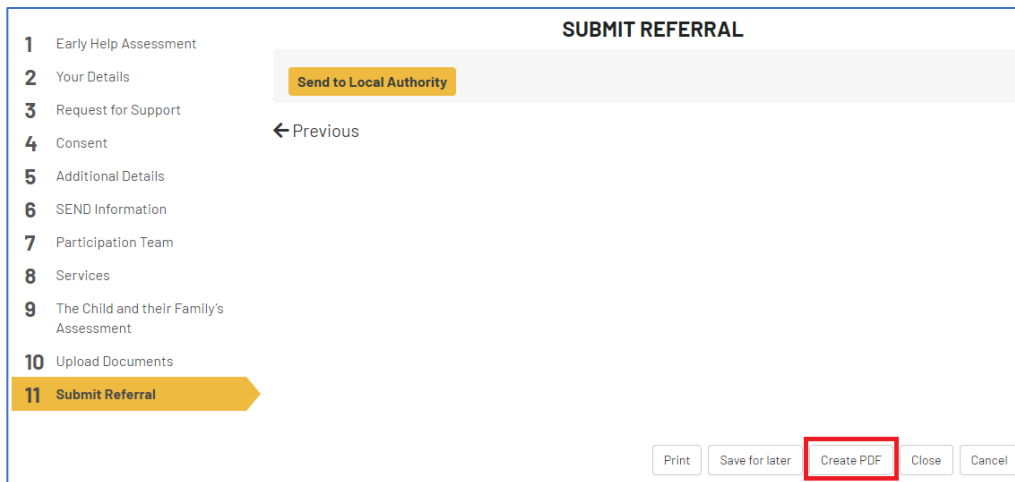 SUBMIT REFERRAL
1 Early Help Assessment
2 Your Details
3 Request for Support
4 Consent
5 Additional Details
6 SEND Information
7 Participation Team
8 Services
9 The Child and their Family's
Assessment
10 Upload Documents
11 Submit Referral
Send to Local Authority
Previous
Print Save for later Create PDF Close Cancel